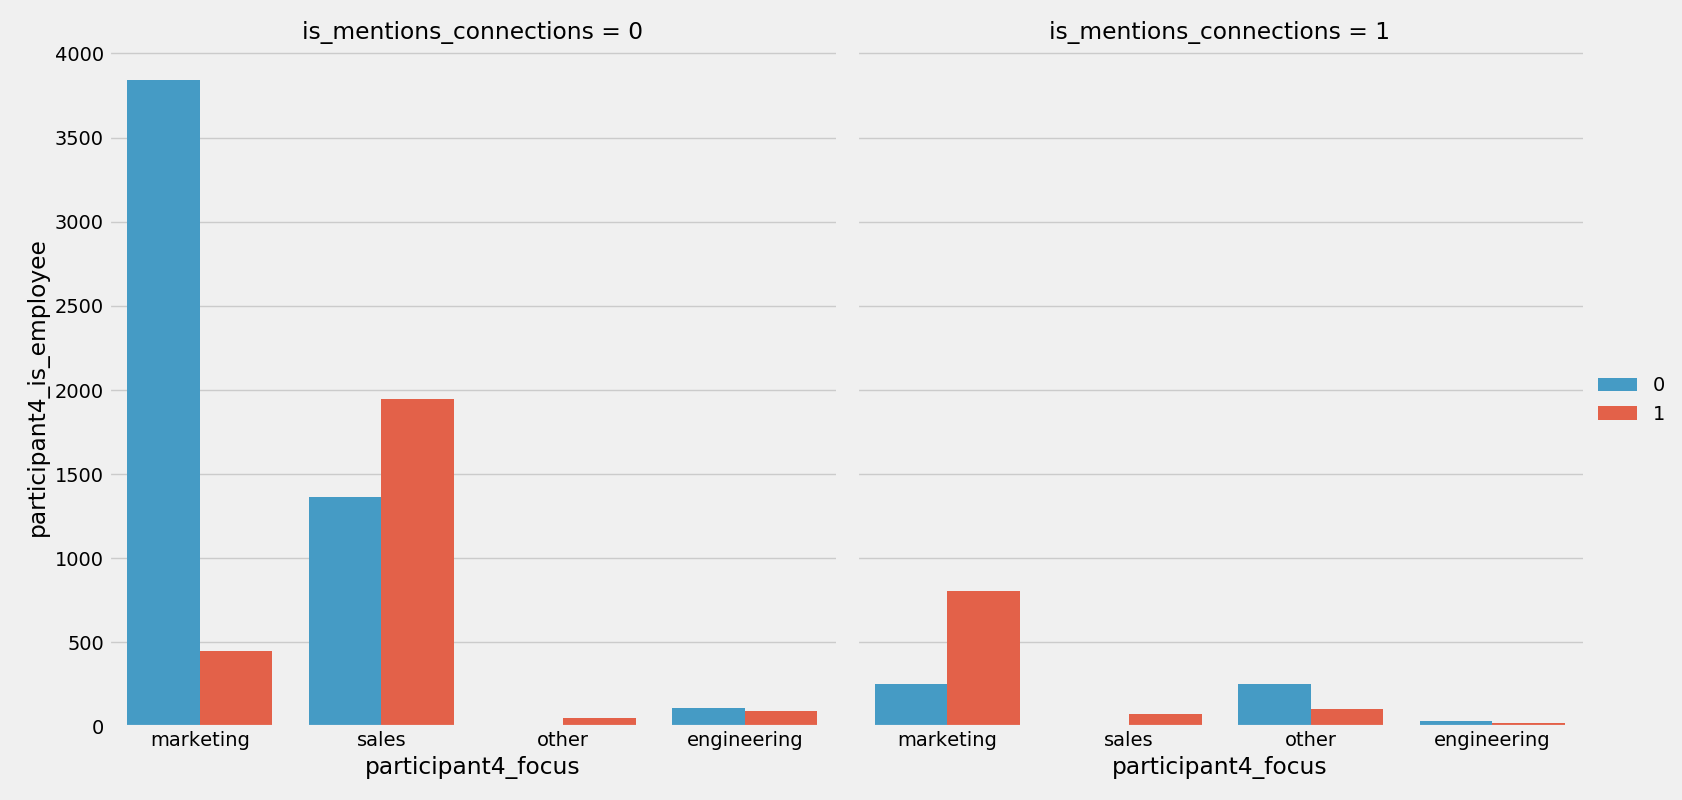 is_mentions_connections = 0
is_mentions_connections = 1
participant4_is_employee
4000
3500
3000
2500
2000
1500
1000
500
0
marketing
sales
other
engineering
participant4_focus
marketing
sales
other
engineering
participant4_focus
0
1